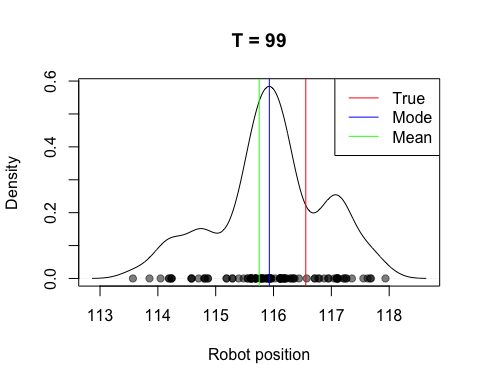 T = 99
True
Mode
Mean
0.6
0.4
0.2
0.0
Density
113 114 115 116 117 118
Robot position